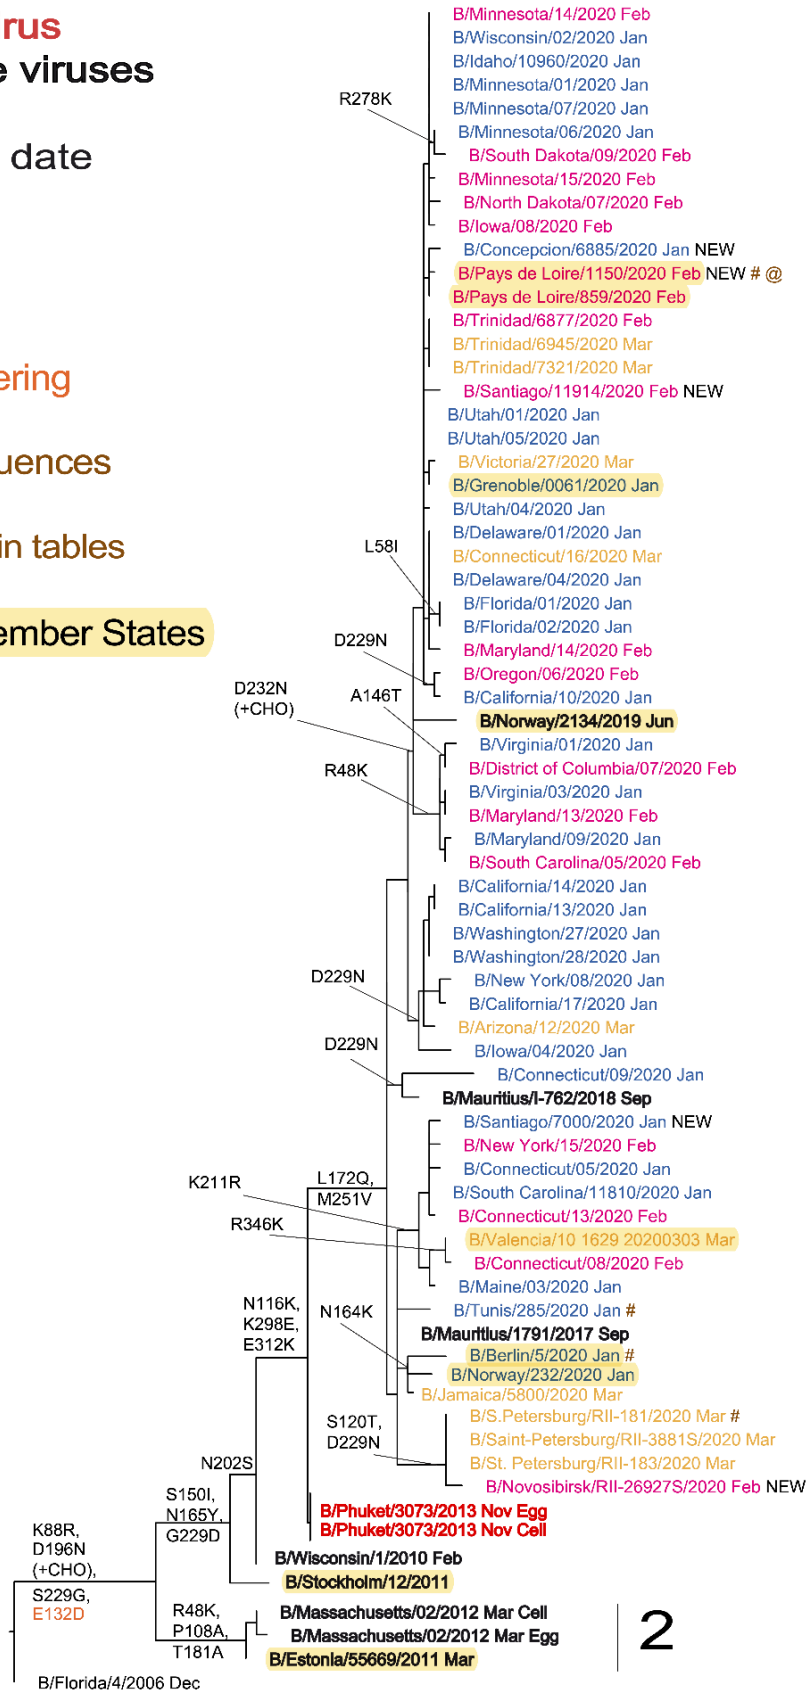 rus
e viruses
date
ering
uences
in tables
ember States
B/Minnesota/14/2020 Feb
B/Wisconsin/02/2020 Jan
B/Idaho/10960/2020 Jan
B/Minnesota/01/2020 Jan
R278K
B/Minnesota/07/2020 Jan
B/Minnesota/06/2020 Jan
B/South Dakota/09/2020 Feb
B/Minnesota/15/2020 Feb
B/North Dakota/07/2020 Feb
B/Iowa/08/2020 Feb
B/Concepcion/6885/2020 Jan NEW
B/Pays de Loire/1150/2020 Feb NEW # @
B/Pays de Loire/859/2020 Feb
B/Trinidad/6877/2020 Feb
B/Trinidad/6945/2020 Mar
B/Trinidad/7321/2020 Mar
B/Santiago/11914/2020 Feb NEW
B/Utah/01/2020 Jan
B/Utah/05/2020 Jan
B/Victoria/27/2020 Mar
B/Grenoble/0061/2020 Jan
B/Utah/04/2020 Jan
B/Delaware/01/2020 Jan
L58I
B/Connecticut/16/2020 Mar
B/Delaware/04/2020 Jan
B/Florida/01/2020 Jan
B/Florida/02/2020 Jan
D229N
B/Maryland/14/2020 Feb
B/Oregon/06/2020 Feb
D232N
(+CHO)
A146T
B/California/10/2020 Jan
B/Norway/2134/2019 Jun
B/Virginia/01/2020 Jan
R48K
B/District of Columbia/07/2020 Feb
B/Virginia/03/2020 Jan
B/Maryland/13/2020 Feb
B/Maryland/09/2020 Jan
B/South Carolina/05/2020 Feb
B/California/14/2020 Jan
B/California/13/2020 Jan
B/Washington/27/2020 Jan
B/Washington/28/2020 Jan
D229N
B/New York/08/2020 Jan
B/California/17/2020 Jan
B/Arizona/12/2020 Mar
D229N
B/Iowa/04/2020 Jan
B/Connecticut/09/2020 Jan
B/Mauritius/I-762/2018 Sep
B/Santiago/7000/2020 Jan NEW
B/New York/15/2020 Feb
B/Connecticut/05/2020 Jan
K211R
L172Q,
M251V
B/South Carolina/11810/2020 Jan
B/Connecticut/13/2020 Feb
R346K
B/Valencia/10 1629 20200303 Mar
B/Connecticut/08/2020 Feb
B/Maine/03/2020 Jan
N116K,
K298E,
E312K
N164K
B/Tunis/285/2020 Jan #
B/Mauritius/1791/2017 Sep
B/Berlin/5/2020 Jan #
B/Norway/232/2020 Jan
B/Jamaica/5800/2020 Mar
S120T,
D229N
B/S.Petersburg/RII-181/2020 Mar #
B/Saint-Petersburg/RII-3881S/2020 Mar
N202S
B/St. Petersburg/RII-183/2020 Mar
B/Novosibirsk/RII-26927S/2020 Feb NEW
S150I,
N165Y,
G229D
B/Phuket/3073/2013 Nov Egg
B/Phuket/3073/2013 Nov Cell
K88R,
D196N
(+CHO),
S229G,
E132D
B/Wisconsin/1/2010 Feb
B/Stockholm/12/2011
R48K,
P108A,
T181A
B/Massachusetts/02/2012 Mar Cell
B/Massachusetts/02/2012 Mar Egg
2
B/Estonia/55669/2011 Mar
B/Florida/4/2006 Dec